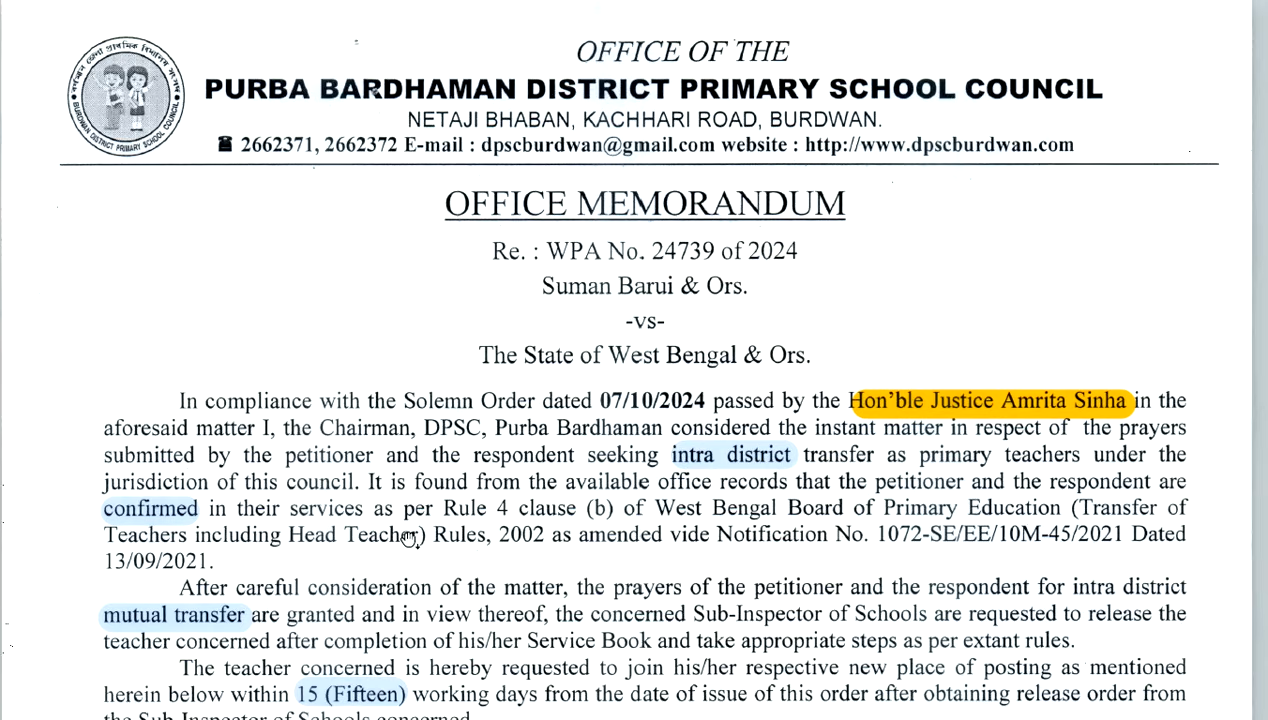 OFFICE OF THE
PURBA BARDHAMAN DISTRICT PRIMARY SCHOOL COUNCIL
NETAJI BHABAN, KACHHARI ROAD, BURDWAN.
☎ 2662371, 2662372 E-mail : dpscburdwan@gmail.com website : http://www.dpscburdwan.com
BURDWAN DISTRICT PRIMARY SCHOOL COUNCIL
OFFICE MEMORANDUM
Re. : WPA No. 24739 of 2024
Suman Barui & Ors.
-vs-
The State of West Bengal & Ors.
In compliance with the Solemn Order dated 07/10/2024 passed by the Hon’ble Justice Amrita Sinha in the
aforesaid matter I, the Chairman, DPSC, Purba Bardhaman considered the instant matter in respect of the prayers
submitted by the petitioner and the respondent seeking intra district transfer as primary teachers under the
jurisdiction of this council. It is found from the available office records that the petitioner and the respondent are
confirmed in their services as per Rule 4 clause (b) of West Bengal Board of Primary Education (Transfer of
Teachers including Head Teacher) Rules, 2002 as amended vide Notification No. 1072-SE/EE/10M-45/2021 Dated
13/09/2021.
After careful consideration of the matter, the prayers of the petitioner and the respondent for intra district
mutual transfer are granted and in view thereof, the concerned Sub-Inspector of Schools are requested to release the
teacher concerned after completion of his/her Service Book and take appropriate steps as per extant rules.
The teacher concerned is hereby requested to join his/her respective new place of posting as mentioned
herein below within 15 (Fifteen) working days from the date of issue of this order after obtaining release order from
the Sub-Inspector of Schools concerned.